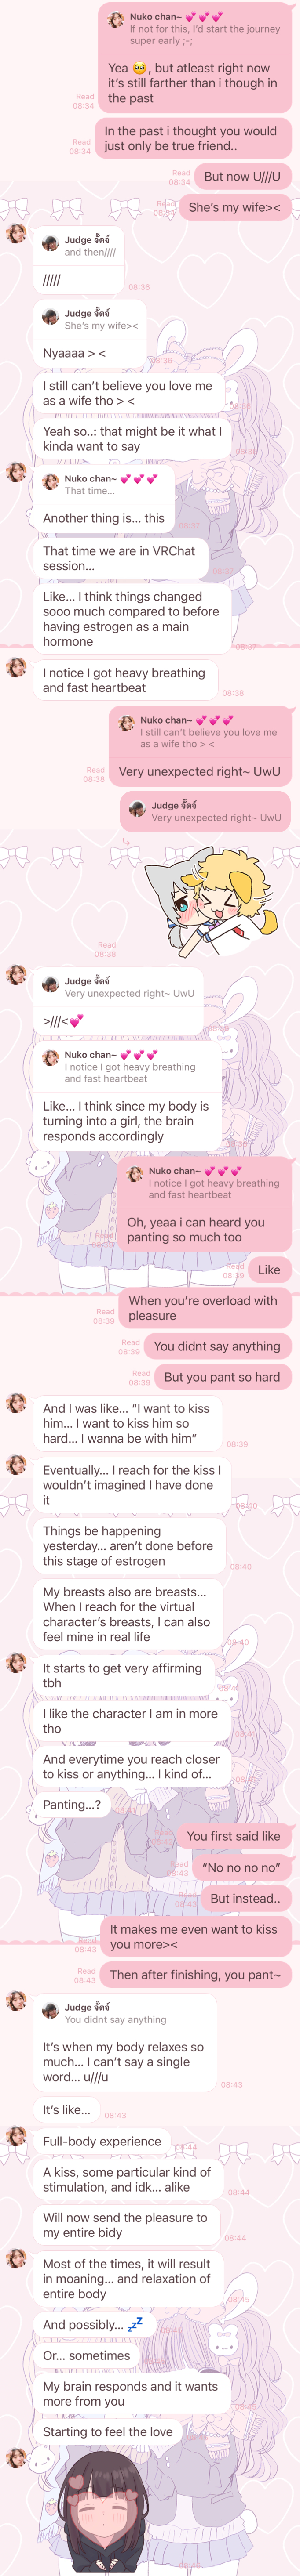 Nuko chan~ 💕💕💕
If not for this, I'd start the journey
super early ;-;
Yea 🥺, but atleast right now
it's still farther than i though in
the past
Read
08:34
In the past i thought you would
just only be true friend..
Read
08:34
But now U///U
Read
08:34
She's my wife><
Read
Judge จั๊ดจ์
and then////
/////
08:36
Judge จั๊ดจ์
She's my wife><
Nyaaaa > <
08:36
I still can't believe you love me
as a wife tho > <
Yeah so..: that might be it what I
kinda want to say
Nuko chan~ 💕💕💕
That time...
Another thing is... this
08:37
That time we are in VRChat
session...
08:37
Like... I think things changed
sooo much compared to before
having estrogen as a main
hormone
08:37
I notice I got heavy breathing
and fast heartbeat
08:38
Nuko chan~ 💕💕💕
I still can't believe you love me
as a wife tho > <
Very unexpected right~ UwU
Read
08:38
Judge จั๊ดจ์
Very unexpected right~ UwU
Read
08:38
Judge จั๊ดจ์
Very unexpected right~ UwU
>///<💕
Nuko chan~ 💕💕💕
I notice I got heavy breathing
and fast heartbeat
Like... I think since my body is
turning into a girl, the brain
responds accordingly
Nuko chan~ 💕💕💕
I notice I got heavy breathing
and fast heartbeat
Oh, yeaa i can heard you
panting so much too
Read
Like
Read
08:39
When you're overload with
pleasure
Read
08:39
You didnt say anything
Read
08:39
But you pant so hard
Read
08:39
And I was like... “I want to kiss
him... I want to kiss him so
hard... I wanna be with him”
08:39
Eventually... I reach for the kiss I
wouldn't imagined I have done
it
08:40
Things be happening
yesterday... aren't done before
this stage of estrogen
08:40
My breasts also are breasts...
When I reach for the virtual
character's breasts, I can also
feel mine in real life
08:40
It starts to get very affirming
tbh
I like the character I am in more
tho
And everytime you reach closer
to kiss or anything... I kind of...
Panting...?
You first said like
“No no no no”
Read
08:43
But instead..
Read
08:43
It makes me even want to kiss
you more><
Read
08:43
Then after finishing, you pant~
Read
08:43
Judge จั๊ดจ์
You didnt say anything
It's when my body relaxes so
much... I can't say a single
word... u///u
08:43
It's like...
08:43
Full-body experience
08:44
A kiss, some particular kind of
stimulation, and idk... alike
08:44
Will now send the pleasure to
my entire bidy
08:44
Most of the times, it will result
in moaning... and relaxation of
entire body
08:45
And possibly... 💤
Or... sometimes
My brain responds and it wants
more from you
Starting to feel the love